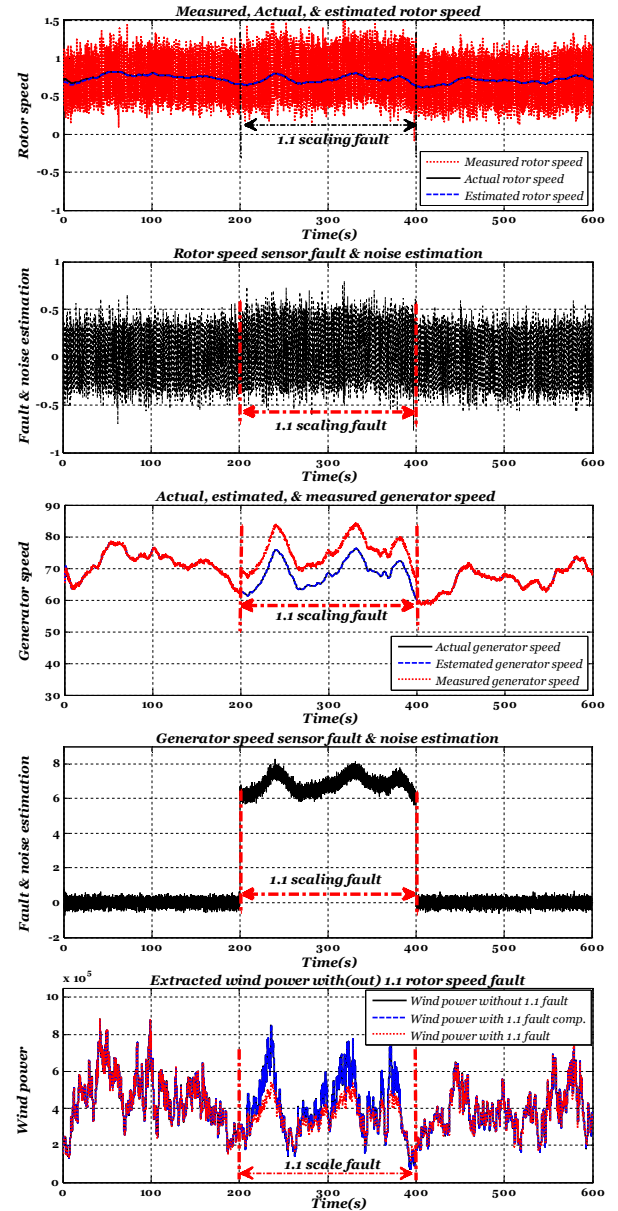 Measured, Actual, & estimated rotor speed
1.5
1
0.5
0
-0.5
-1
Rotor speed
1.1 scaling fault
Measured rotor speed
Actual rotor speed
Estimated rotor speed
0 100 200 300 400 500 600
Time(s)
Rotor speed sensor fault & noise estimation
1
0.5
0
-0.5
-1
Fault & noise estimation
1.1 scaling fault
0 100 200 300 400 500 600
Time(s)
Actual, estimated, & measured generator speed
90
80
70
60
50
40
30
Generator speed
1.1 scaling fault
Actual generator speed
Estemated generator speed
Measured generator speed
0 100 200 300 400 500 600
Time(s)
Generator speed sensor fault & noise estimation
8
6
4
2
0
-2
Fault & noise estimation
1.1 scaling fault
0 100 200 300 400 500 600
Time(s)
x 10⁵
Extracted wind power with(out) 1.1 rotor speed fault
10
8
6
4
2
0
Wind power
Wind power without 1.1 fault
Wind power with 1.1 fault comp.
Wind power with 1.1 fault
1.1 scale fault
0 100 200 300 400 500 600
Time(s)